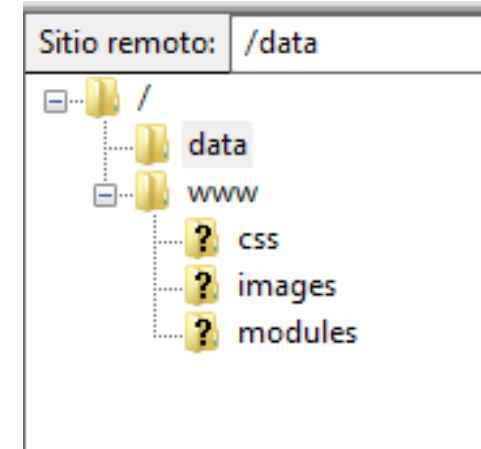 Sitio remoto: /data
/
data
www
? css
? images
? modules